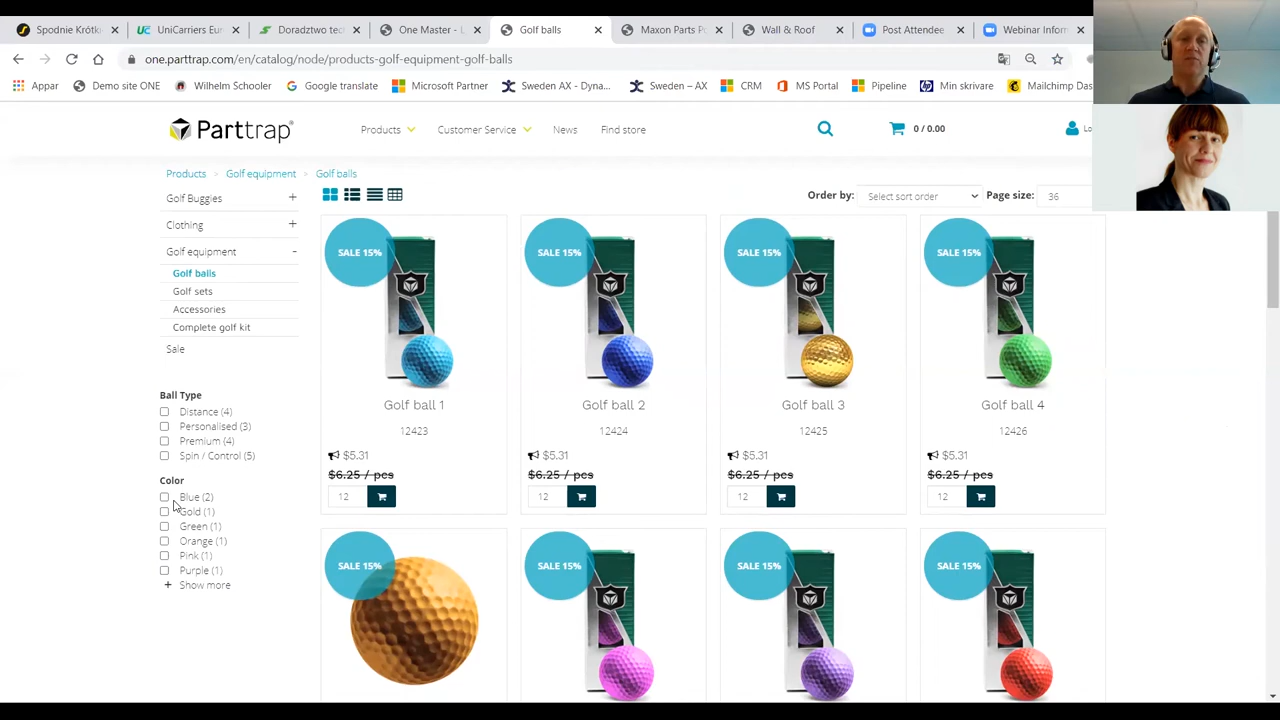 Spodnie Krótk
UniCarriers Eur
Doradztwo tec
One Master - L
Golf balls
Maxon Parts Po
Wall & Roof
Post Attendee
Webinar Inform
one.parttrap.com/en/catalog/node/products-golf-equipment-golf-balls
Appar
Demo site ONE
Wilhelm Schooler
Google translate
Microsoft Partner
Sweden AX - Dyna...
Sweden – AX
CRM
MS Portal
Pipeline
Min skrivare
Mailchimp Das
Parttrap®
Products
Customer Service
News
Find store
0 / 0.00
Lo
Products > Golf equipment > Golf balls
Order by:
Select sort order
Page size:
36
Golf Buggies +
Clothing +
Golf equipment -
Golf balls
Golf sets
Accessories
Complete golf kit
Sale
Ball Type
Distance (4)
Personalised (3)
Premium (4)
Spin / Control (5)
Color
Blue (2)
Gold (1)
Green (1)
Orange (1)
Pink (1)
Purple (1)
+ Show more
SALE 15%
Golf ball 1
12423
$5.31
$6.25 / pcs
12
SALE 15%
Golf ball 2
12424
$5.31
$6.25 / pcs
12
SALE 15%
Golf ball 3
12425
$5.31
$6.25 / pcs
12
SALE 15%
Golf ball 4
12426
$5.31
$6.25 / pcs
12
SALE 15%
SALE 15%
SALE 15%
SALE 15%